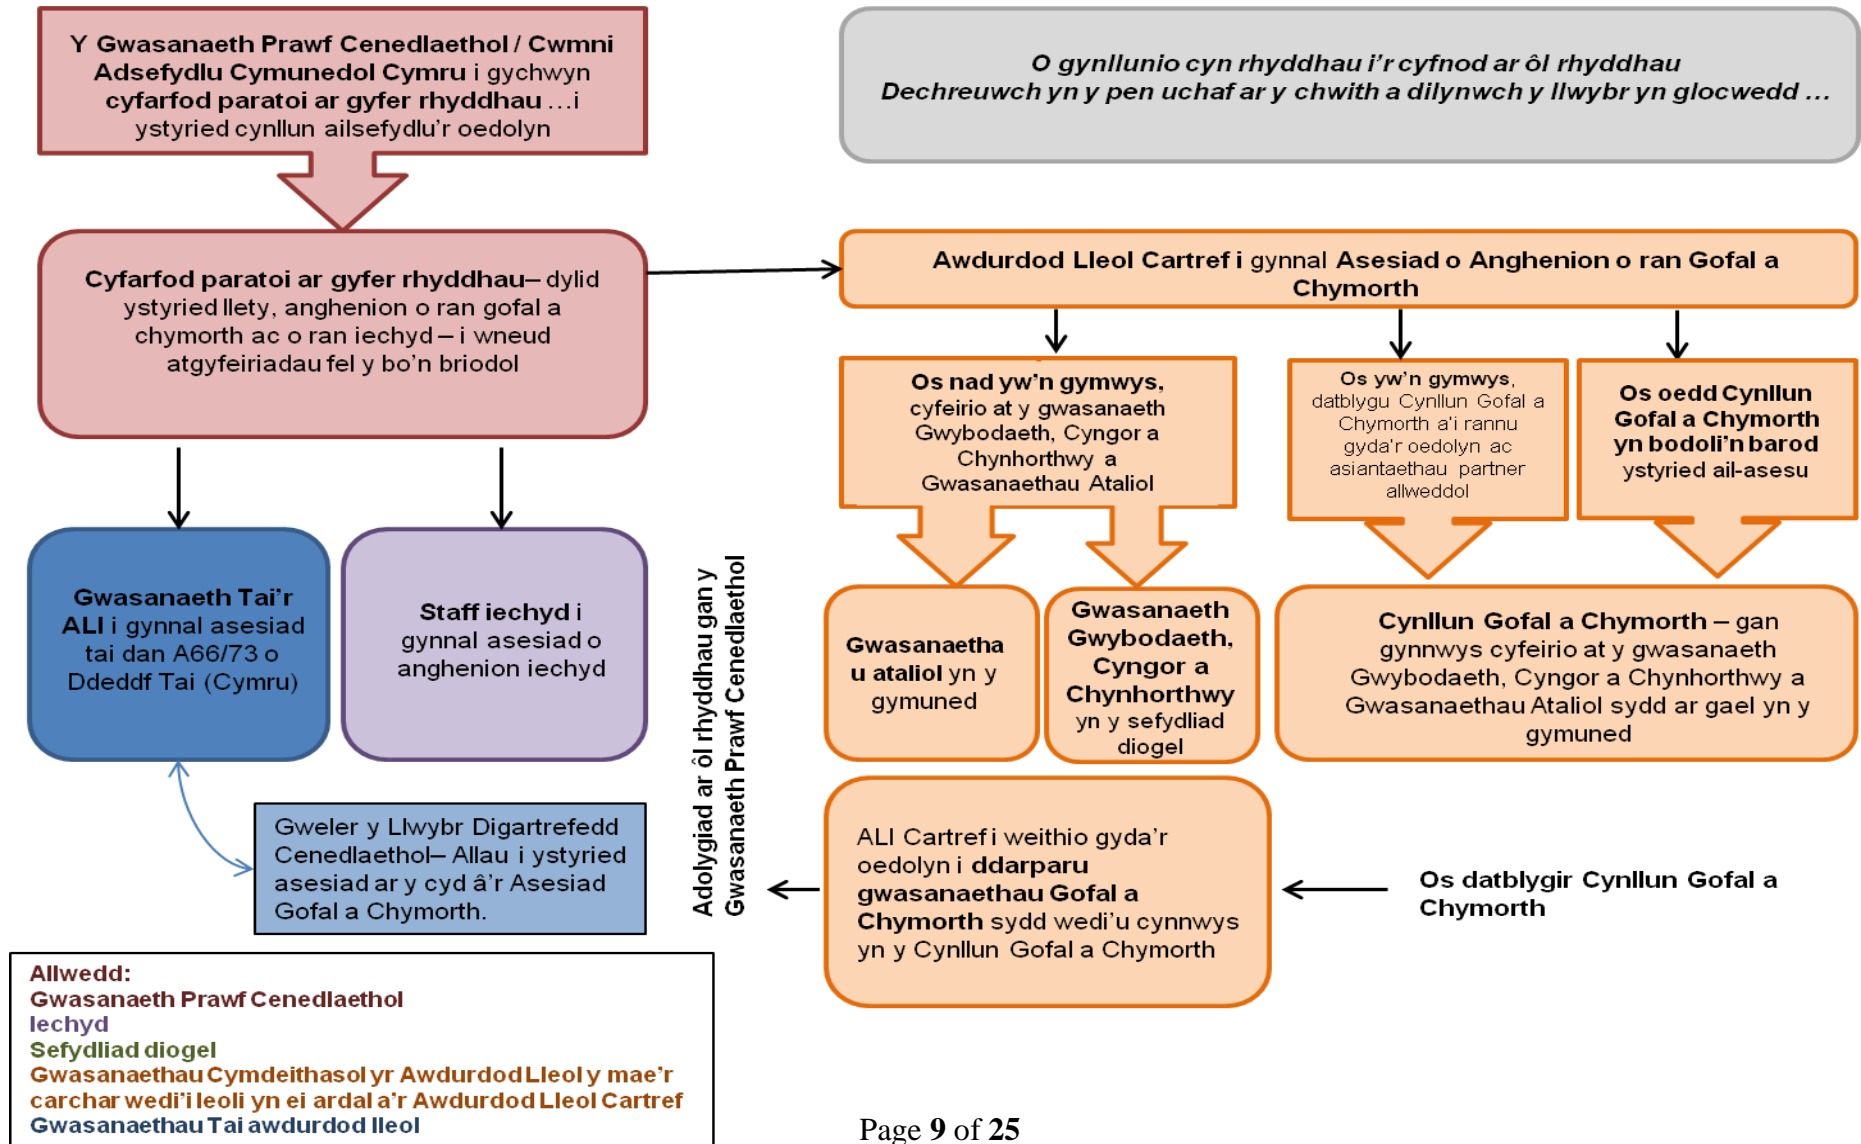 Y Gwasanaeth Prawf Cenedlaethol / Cwmni
Adsefydlu Cymunedol Cymru i gychwyn
cyfarfod paratoi ar gyfer rhyddhau ...i
ystyried cynllun ailsefydlu'r oedolyn
O gynllunio cyn rhyddhau i'r cyfnod ar ôl rhyddhau
Dechreuwch yn y pen uchaf ar y chwith a dilynwch y llwybr yn glocwedd ...
Cyfarfod paratoi ar gyfer rhyddhau– dylid
ystyried llety, anghenion o ran gofal a
chymorth ac o ran iechyd – i wneud
atgyfeiriadau fel y bo'n briodol
Awdurdod Lleol Cartref i gynnal Asesiad o Anghenion o ran Gofal a
Chymorth
Os nad yw'n gymwys,
cyfeirio at y gwasanaeth
Gwybodaeth, Cyngor a
Chynhorthwy a
Gwasanaethau Ataliol
Os yw'n gymwys,
datblygu Cynllun Gofal a
Chymorth a'i rannu
gyda'r oedolyn ac
asiantaethau partner
allweddol
Os oedd Cynllun
Gofal a Chymorth
yn bodoli'n barod
ystyried ail-asesu
Gwasanaeth Tai'r
ALI i gynnal asesiad
tai dan A66/73 o
Ddeddf Tai (Cymru)
Staff iechyd i
gynnal asesiad o
anghenion iechyd
Adolygiad ar ôl rhyddhau gan y
Gwasanaeth Prawf Cenedlaethol
Gwasanaetha
u ataliol yn y
gymuned
Gwasanaeth
Gwybodaeth,
Cyngor a
Chynhorthwy
yn y sefydliad
diogel
Cynllun Gofal a Chymorth – gan
gynnwys cyfeirio at y gwasanaeth
Gwybodaeth, Cyngor a Chynhorthwy a
Gwasanaethau Ataliol sydd ar gael yn y
gymuned
Gweler y Llwybr Digartrefedd
Cenedlaethol– Allau i ystyried
asesiad ar y cyd â'r Asesiad
Gofal a Chymorth.
ALI Cartref i weithio gyda'r
oedolyn i ddarparu
gwasanaethau Gofal a
Chymorth sydd wedi'u cynnwys
yn y Cynllun Gofal a Chymorth
Os datblygir Cynllun Gofal a
Chymorth
Allwedd:
Gwasanaeth Prawf Cenedlaethol
Iechyd
Sefydliad diogel
Gwasanaethau Cymdeithasol yr Awdurdod Lleol y mae'r
carchar wedi'i leoli yn ei ardal a'r Awdurdod Lleol Cartref
Gwasanaethau Tai awdurdod lleol
Page 9 of 25